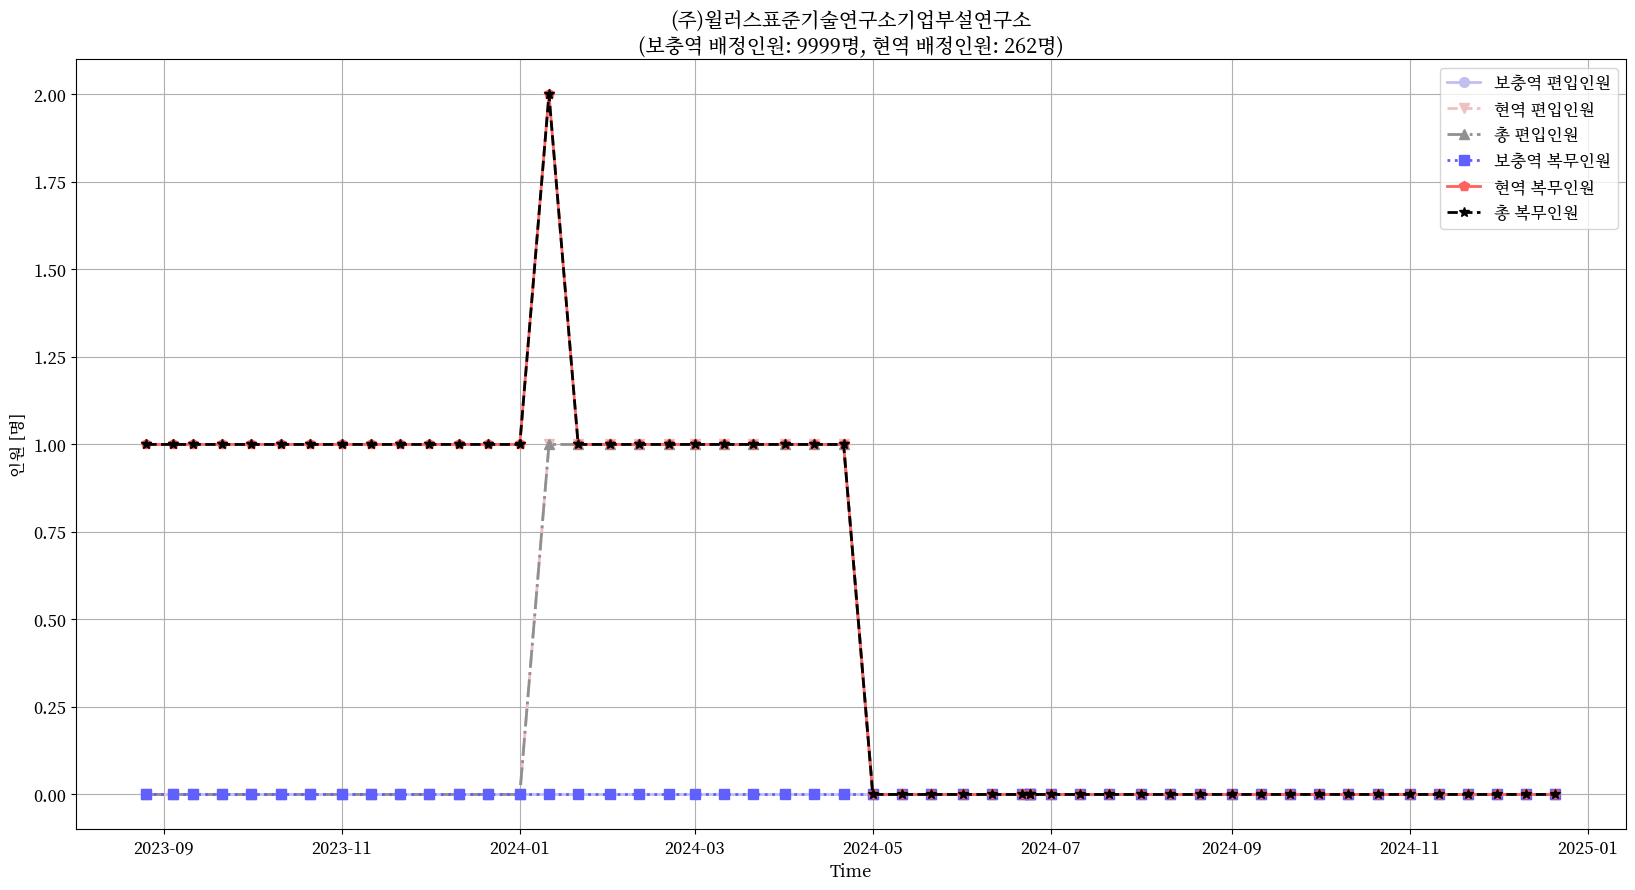 (주)윌러스표준기술연구소기업부설연구소
(보충역 배정인원: 9999명, 현역 배정인원: 262명)
보충역 편입인원
현역 편입인원
총 편입인원
보충역 복무인원
현역 복무인원
총 복무인원
인원 [명]
2.00
1.75
1.50
1.25
1.00
0.75
0.50
0.25
0.00
2023-09
2023-11
2024-01
2024-03
2024-05
2024-07
2024-09
2024-11
2025-01
Time